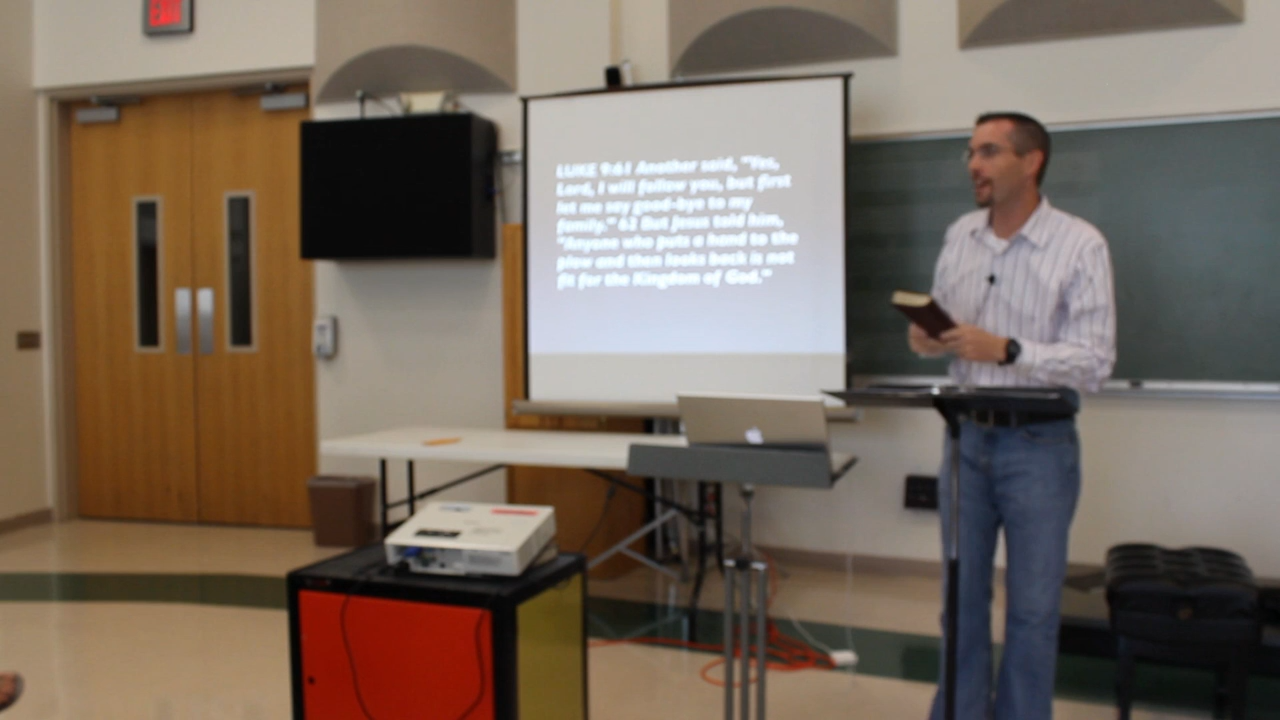 EXIT
LUKE 9:61 Another said, "Yes,
Lord, I will follow you, but first
let me say good-bye to my
family." 62 But Jesus told him,
"Anyone who puts a hand to the
plow and then looks back is not
fit for the Kingdom of God."